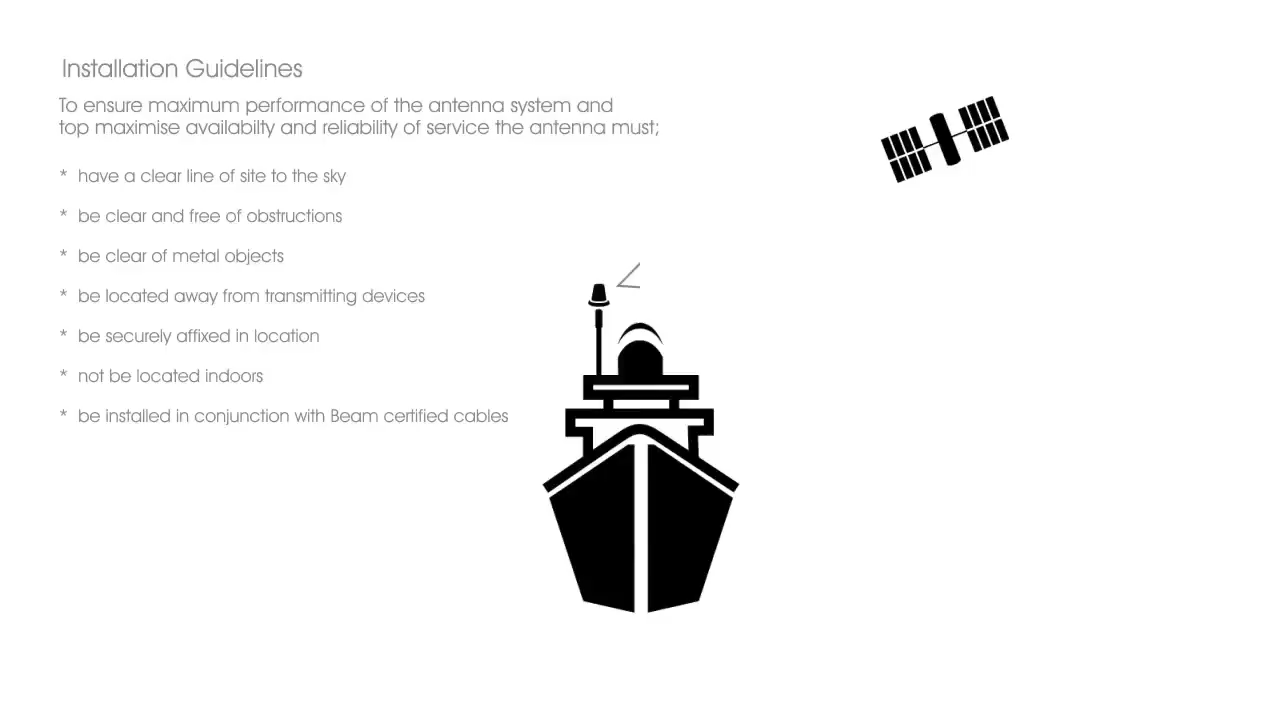 Installation Guidelines
To ensure maximum performance of the antenna system and
top maximise availabilty and reliability of service the antenna must;
* have a clear line of site to the sky
* be clear and free of obstructions
* be clear of metal objects
* be located away from transmitting devices
* be securely affixed in location
* not be located indoors
* be installed in conjunction with Beam certified cables